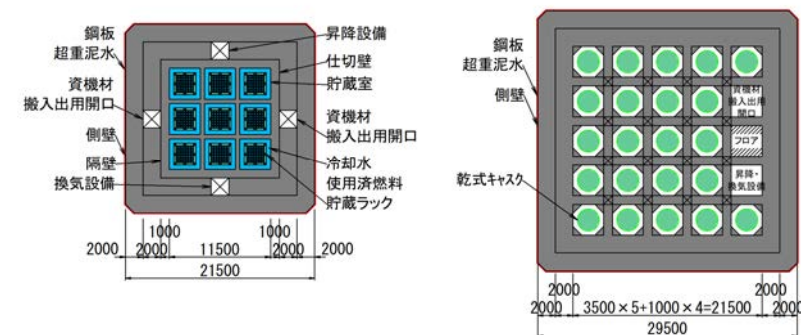 鋼板
超重泥水
資機材
搬入出用開口
側壁
隔壁
換気設備
昇降設備
仕切壁
貯蔵室
資機材
搬入出用開口
冷却水
使用済燃料
貯蔵ラック
1000
1000
2000
2000
11500
2000
2000
21500
鋼板
超重泥水
側壁
乾式キャスク
資機材
搬入出用
開口
フロア
昇降・
換気設備
2000
2000
2000
3500×5+1000×4=21500
2000
29500